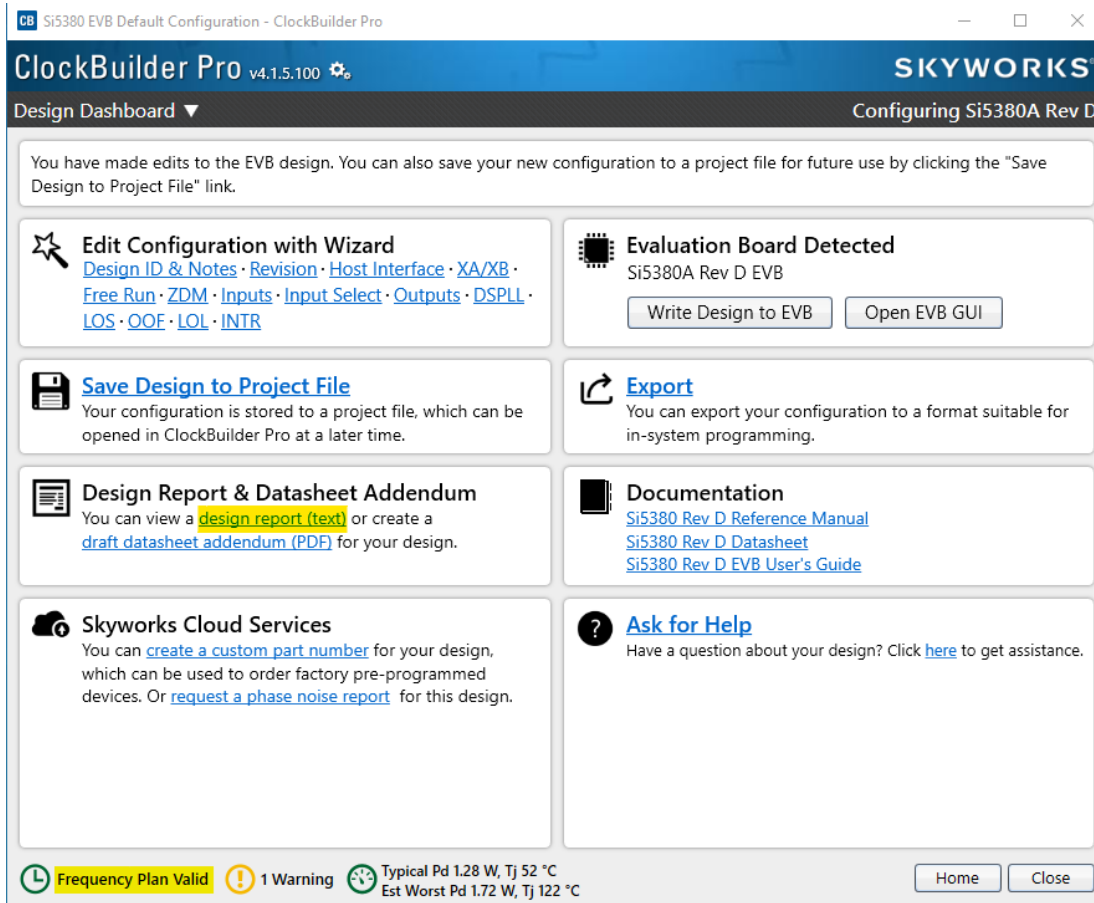 CB Si5380 EVB Default Configuration - ClockBuilder Pro
ClockBuilder Pro v4.1.5.100
SKYWORKS
Design Dashboard ▼
Configuring Si5380A Rev D
You have made edits to the EVB design. You can also save your new configuration to a project file for future use by clicking the "Save
Design to Project File" link.
Edit Configuration with Wizard
Design ID & Notes · Revision · Host Interface · XA/XB ·
Free Run · ZDM · Inputs · Input Select · Outputs · DSPLL ·
LOS · OOF · LOL · INTR
Evaluation Board Detected
Si5380A Rev D EVB
Write Design to EVB
Open EVB GUI
Save Design to Project File
Your configuration is stored to a project file, which can be
opened in ClockBuilder Pro at a later time.
Export
You can export your configuration to a format suitable for
in-system programming.
Design Report & Datasheet Addendum
You can view a design report (text) or create a
draft datasheet addendum (PDF) for your design.
Documentation
Si5380 Rev D Reference Manual
Si5380 Rev D Datasheet
Si5380 Rev D EVB User's Guide
Skyworks Cloud Services
You can create a custom part number for your design,
which can be used to order factory pre-programmed
devices. Or request a phase noise report for this design.
? Ask for Help
Have a question about your design? Click here to get assistance.
Frequency Plan Valid
! 1 Warning
Typical Pd 1.28 W, Tj 52 °C
Est Worst Pd 1.72 W, Tj 122 °C
Home
Close